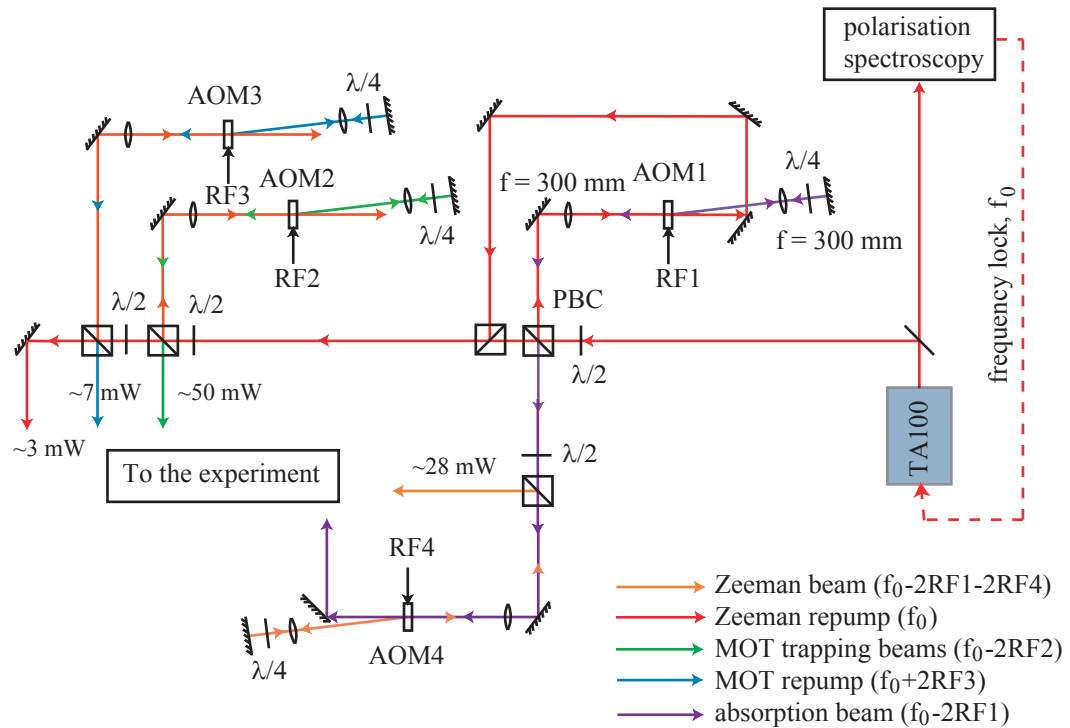 polarisation
spectroscopy
λ/4
AOM3
RF3
AOM2
λ/4
RF2
f = 300 mm
AOM1
λ/4
f = 300 mm
RF1
frequency lock, f₀
λ/2
λ/2
PBC
λ/2
~3 mW
~7 mW
~50 mW
TA100
To the experiment
~28 mW
λ/2
RF4
λ/4
AOM4
Zeeman beam (f₀-2RF1-2RF4)
Zeeman repump (f₀)
MOT trapping beams (f₀-2RF2)
MOT repump (f₀+2RF3)
absorption beam (f₀-2RF1)